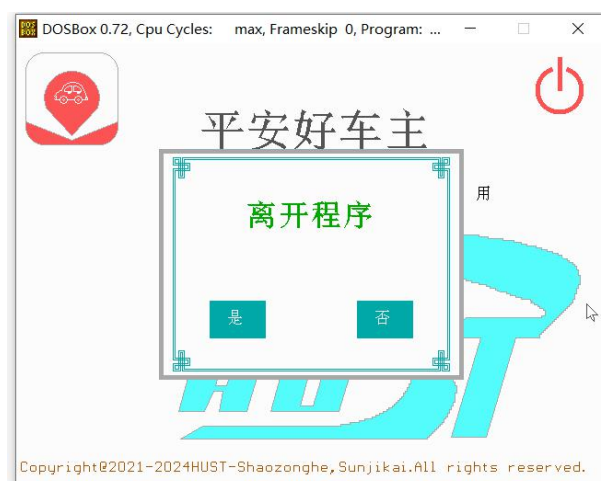 DOSBox 0.72, Cpu Cycles: max, Frameskip 0, Program: ...
平安好车主
用
离开程序
是 否
HUST
Copyright@2021-2024HUST-Shaozonghe,Sunjikai.All rights reserved.